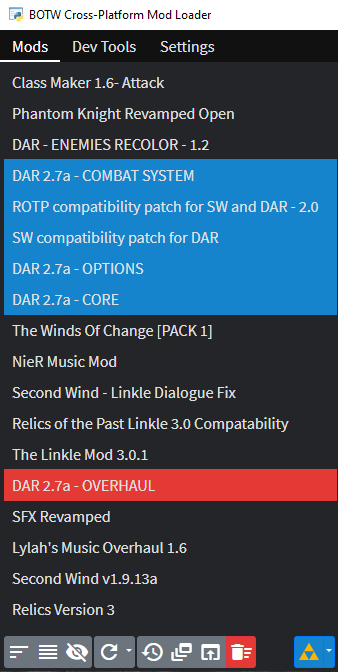 BOTW Cross-Platform Mod Loader
Mods Dev Tools Settings
Class Maker 1.6- Attack
Phantom Knight Revamped Open
DAR - ENEMIES RECOLOR - 1.2
DAR 2.7a - COMBAT SYSTEM
ROTP compatibility patch for SW and DAR - 2.0
SW compatibility patch for DAR
DAR 2.7a - OPTIONS
DAR 2.7a - CORE
The Winds Of Change [PACK 1]
NieR Music Mod
Second Wind - Linkle Dialogue Fix
Relics of the Past Linkle 3.0 Compatability
The Linkle Mod 3.0.1
DAR 2.7a - OVERHAUL
SFX Revamped
Lylah's Music Overhaul 1.6
Second Wind v1.9.13a
Relics Version 3